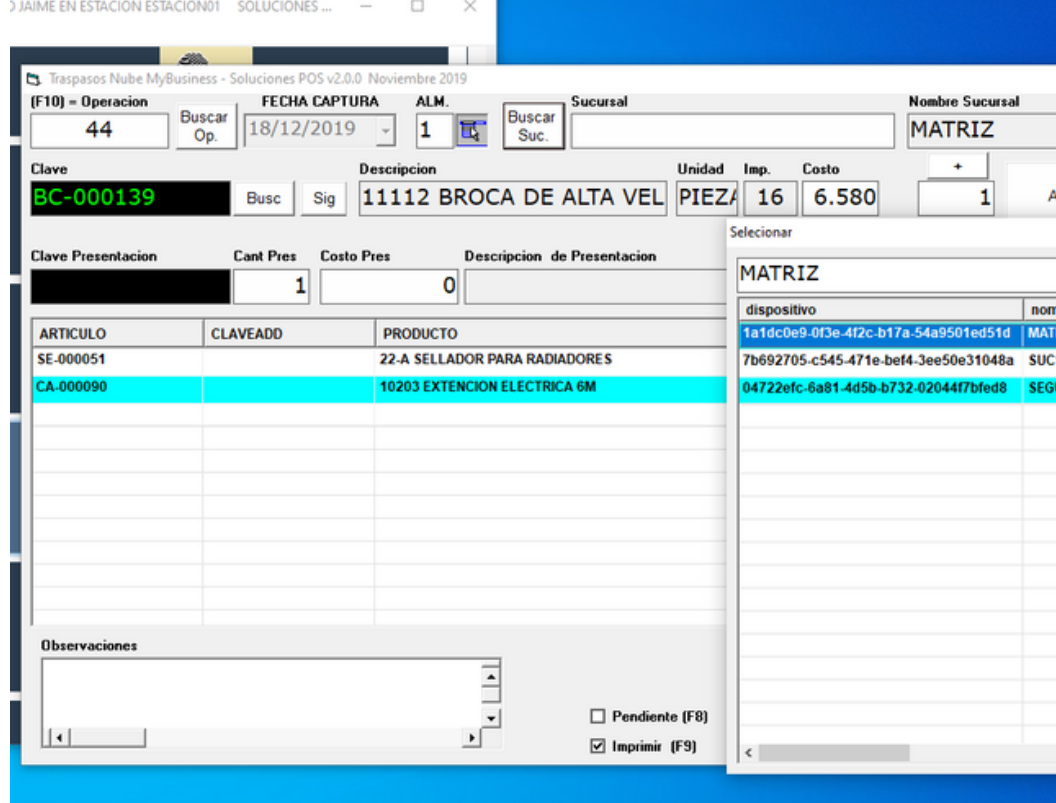 O JAIME EN ESTACION ESTACION01 SOLUCIONES ...
Traspasos Nube MyBusiness - Soluciones POS v2.0.0 Noviembre 2019
(F10) = Operacion
FECHA CAPTURA
ALM.
Sucursal
Nombre Sucursal
44
Buscar Op.
18/12/2019
1
Buscar Suc.
MATRIZ
Clave
Descripcion
Unidad
Imp.
Costo
+
BC-000139
Busc
Sig
11112 BROCA DE ALTA VEL
PIEZA
16
6.580
1
A
Clave Presentacion
Cant Pres
Costo Pres
Descripcion de Presentacion
1
0
ARTICULO
CLAVEADD
PRODUCTO
SE-000051
22-A SELLADOR PARA RADIADORES
CA-000090
10203 EXTENCION ELECTRICA 6M
Observaciones
Pendiente (F8)
Imprimir (F9)
Selecionar
MATRIZ
dispositivo
nom
1a1dc0e9-0f3e-4f2c-b17a-54a9501ed51d MAT
7b692705-c545-471e-bef4-3ee50e31048a SUC
04722efc-6a81-4d5b-b732-02044f7bfed8 SEG